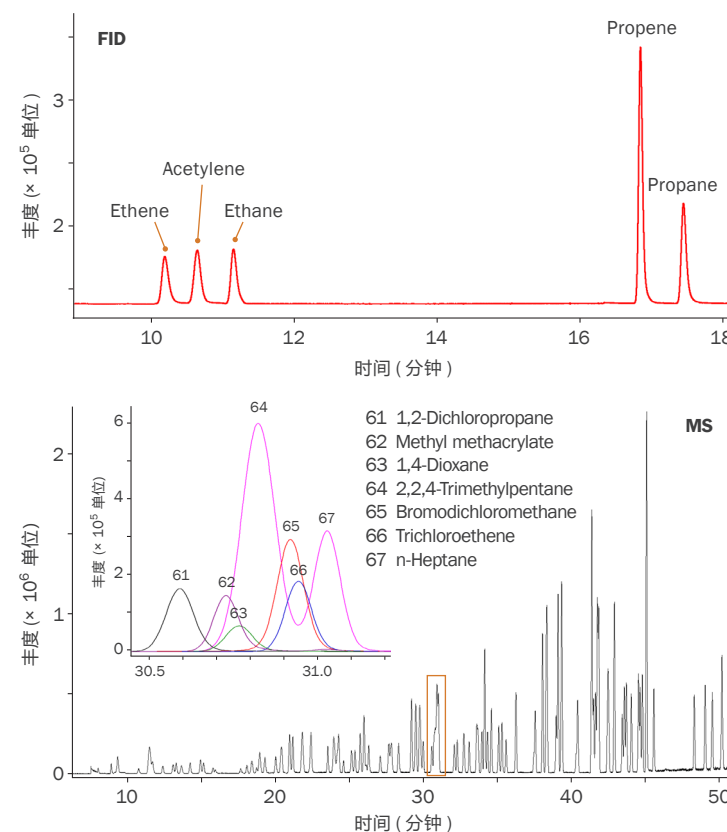 FID
Propene
Acetylene
Propane
Ethene
Ethane
丰度 (× 10⁵ 单位)
3
2
10
12
14
16
18
时间 ( 分钟 )
MS
61 1,2-Dichloropropane
62 Methyl methacrylate
63 1,4-Dioxane
64 2,2,4-Trimethylpentane
65 Bromodichloromethane
66 Trichloroethene
67 n-Heptane
丰度 (× 10⁵ 单位)
6
4
2
0
61
62
63
64
65
66
67
30.5
31.0
丰度 (× 10⁶ 单位)
2
1
0
10
20
30
40
50
时间 ( 分钟 )